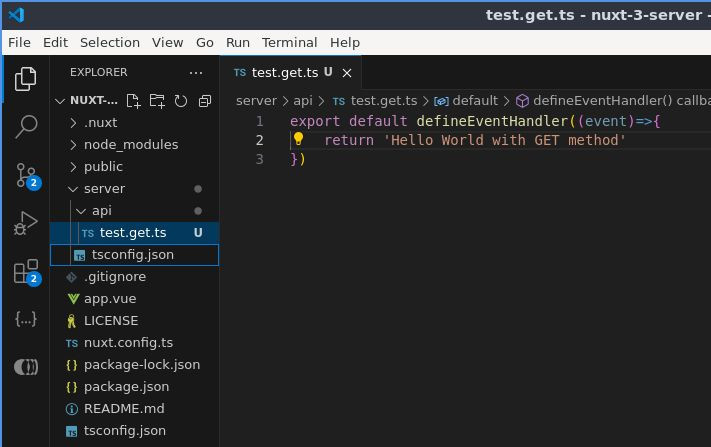 test.get.ts - nuxt-3-server -
File Edit Selection View Go Run Terminal Help
EXPLORER ···
NUXT-...
.nuxt
node_modules
public
server
api
TS test.get.ts U
tsconfig.json
.gitignore
app.vue
LICENSE
TS nuxt.config.ts
{} package-lock.json
{} package.json
README.md
tsconfig.json
2
2
2
TS test.get.ts U ×
server > api > TS test.get.ts > default > defineEventHandler() callba
1 export default defineEventHandler((event)=>{
2 return 'Hello World with GET method'
3 })